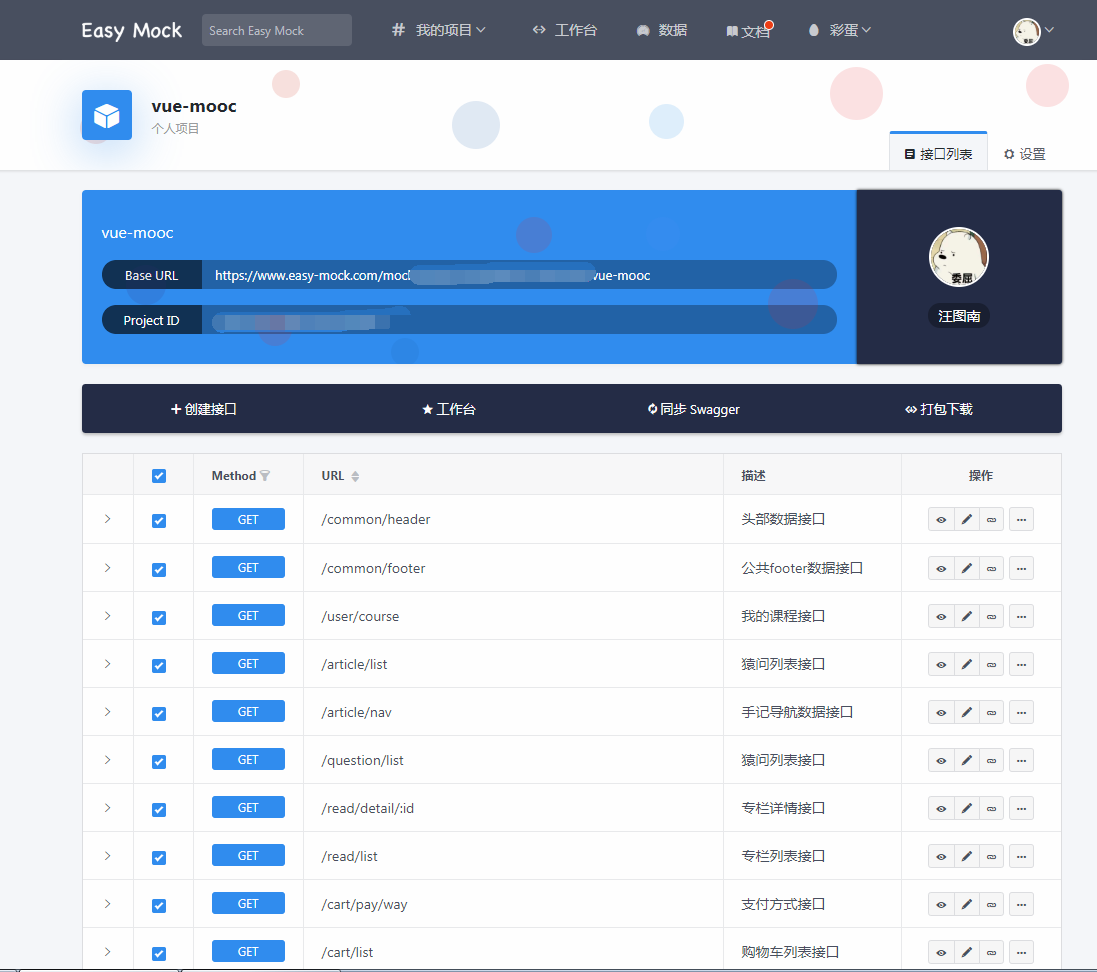 Easy Mock Search Easy Mock # 我的项目 工作台 数据 文档 彩蛋
vue-mooc
个人项目
接口列表 设置
vue-mooc
Base URL https://www.easy-mock.com/moc vue-mooc
Project ID
委屈
汪图南
创建接口 工作台 同步 Swagger 打包下载
Method URL 描述 操作
GET /common/header 头部数据接口
GET /common/footer 公共footer数据接口
GET /user/course 我的课程接口
GET /article/list 猿问列表接口
GET /article/nav 手记导航数据接口
GET /question/list 猿问列表接口
GET /read/detail/:id 专栏详情接口
GET /read/list 专栏列表接口
GET /cart/pay/way 支付方式接口
GET /cart/list 购物车列表接口